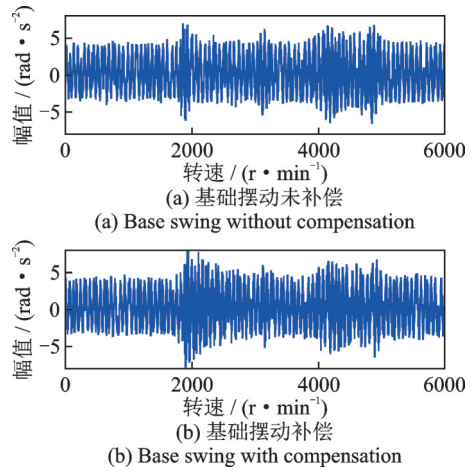 (a)
幅值 / (rad • s⁻²)
5
0
−5
0 2000 4000 6000
转速 / (r • min⁻¹)
(a) 基础摆动未补偿
(a) Base swing without compensation
(b)
幅值 / (rad • s⁻²)
5
0
−5
0 2000 4000 6000
转速 / (r • min⁻¹)
(b) 基础摆动补偿
(b) Base swing with compensation